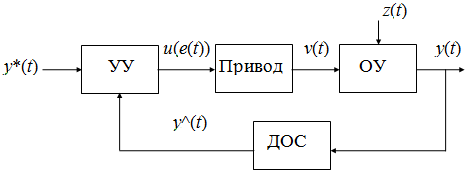 z(t)
y*(t)
УУ
u(e(t))
Привод
v(t)
ОУ
y(t)
y^(t)
ДОС